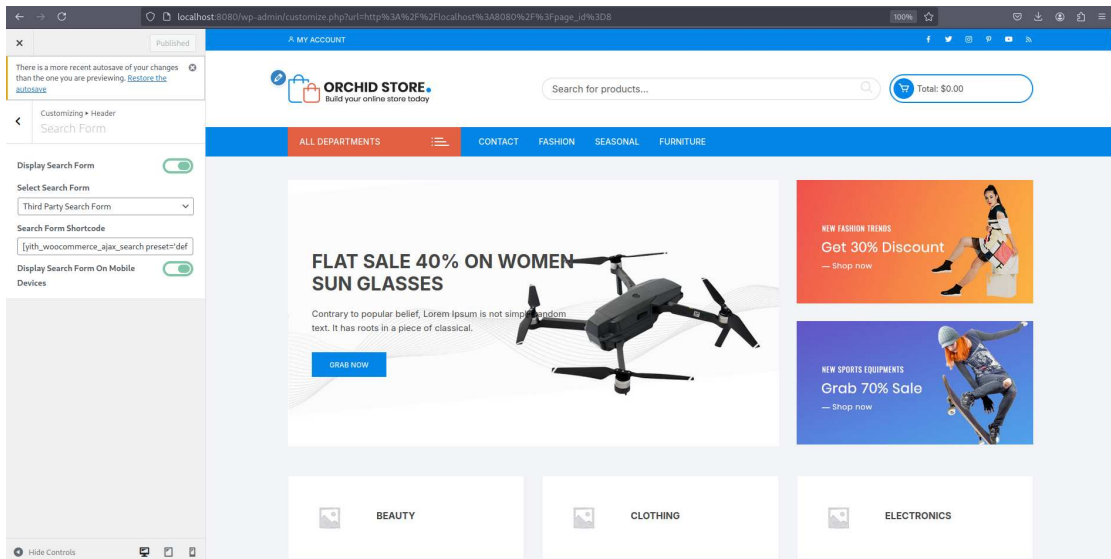 localhost:8080/wp-admin/customize.php?url=http%3A%2F%2Flocalhost%3A8080%2F%3Fpage_id%3D8
100%
Published
There is a more recent autosave of your changes
than the one you are previewing. Restore the
autosave
Customizing ▸ Header
Search Form
Display Search Form
Select Search Form
Third Party Search Form
Search Form Shortcode
[yith_woocommerce_ajax_search preset='def
Display Search Form On Mobile
Devices
Hide Controls
MY ACCOUNT
ORCHID STORE.
Build your online store today
Search for products...
Total: $0.00
ALL DEPARTMENTS
CONTACT
FASHION
SEASONAL
FURNITURE
FLAT SALE 40% ON WOMEN
SUN GLASSES
Contrary to popular belief, Lorem Ipsum is not simply random
text. It has roots in a piece of classical.
GRAB NOW
NEW FASHION TRENDS
Get 30% Discount
— Shop now
NEW SPORTS EQUIPMENTS
Grab 70% Sale
— Shop now
BEAUTY
CLOTHING
ELECTRONICS